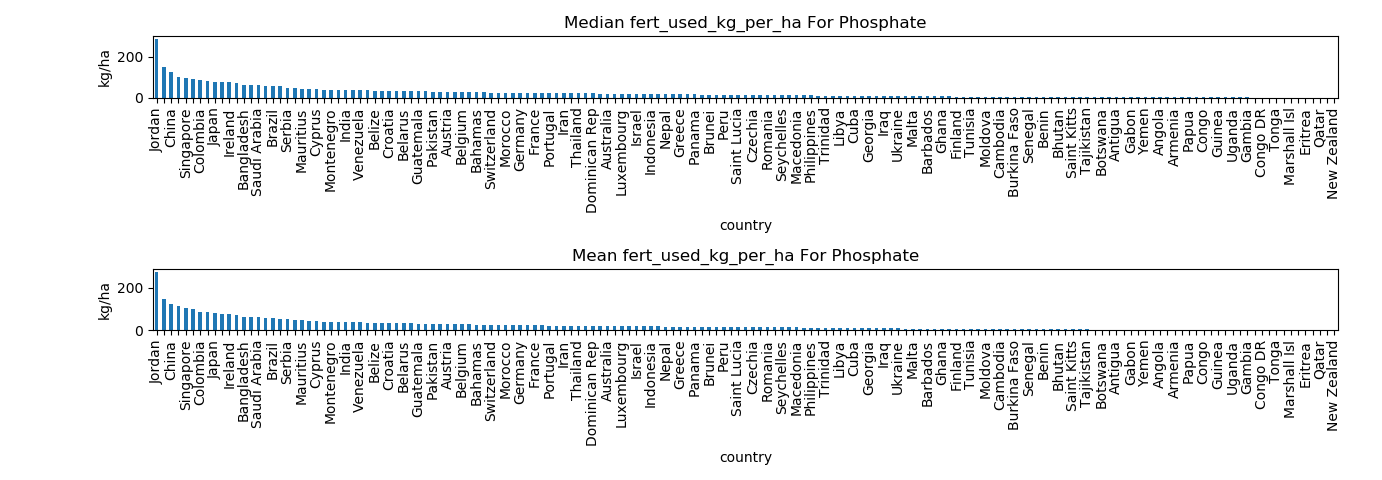 Median fert_used_kg_per_ha For Phosphate
kg/ha
200
0
Jordan
China
Singapore
Colombia
Japan
Ireland
Bangladesh
Saudi Arabia
Brazil
Serbia
Mauritius
Cyprus
Montenegro
India
Venezuela
Belize
Croatia
Belarus
Guatemala
Pakistan
Austria
Belgium
Bahamas
Switzerland
Morocco
Germany
France
Portugal
Iran
Thailand
Dominican Rep
Australia
Luxembourg
Israel
Indonesia
Nepal
Greece
Panama
Brunei
Peru
Saint Lucia
Czechia
Romania
Seychelles
Macedonia
Philippines
Trinidad
Libya
Cuba
Georgia
Iraq
Ukraine
Malta
Barbados
Ghana
Finland
Tunisia
Moldova
Cambodia
Burkina Faso
Senegal
Benin
Bhutan
Saint Kitts
Tajikistan
Botswana
Antigua
Gabon
Yemen
Angola
Armenia
Papua
Congo
Guinea
Uganda
Gambia
Congo DR
Tonga
Marshall Isl
Eritrea
Qatar
New Zealand
country
Mean fert_used_kg_per_ha For Phosphate
kg/ha
200
0
Jordan
China
Singapore
Colombia
Japan
Ireland
Bangladesh
Saudi Arabia
Brazil
Serbia
Mauritius
Cyprus
Montenegro
India
Venezuela
Belize
Croatia
Belarus
Guatemala
Pakistan
Austria
Belgium
Bahamas
Switzerland
Morocco
Germany
France
Portugal
Iran
Thailand
Dominican Rep
Australia
Luxembourg
Israel
Indonesia
Nepal
Greece
Panama
Brunei
Peru
Saint Lucia
Czechia
Romania
Seychelles
Macedonia
Philippines
Trinidad
Libya
Cuba
Georgia
Iraq
Ukraine
Malta
Barbados
Ghana
Finland
Tunisia
Moldova
Cambodia
Burkina Faso
Senegal
Benin
Bhutan
Saint Kitts
Tajikistan
Botswana
Antigua
Gabon
Yemen
Angola
Armenia
Papua
Congo
Guinea
Uganda
Gambia
Congo DR
Tonga
Marshall Isl
Eritrea
Qatar
New Zealand
country